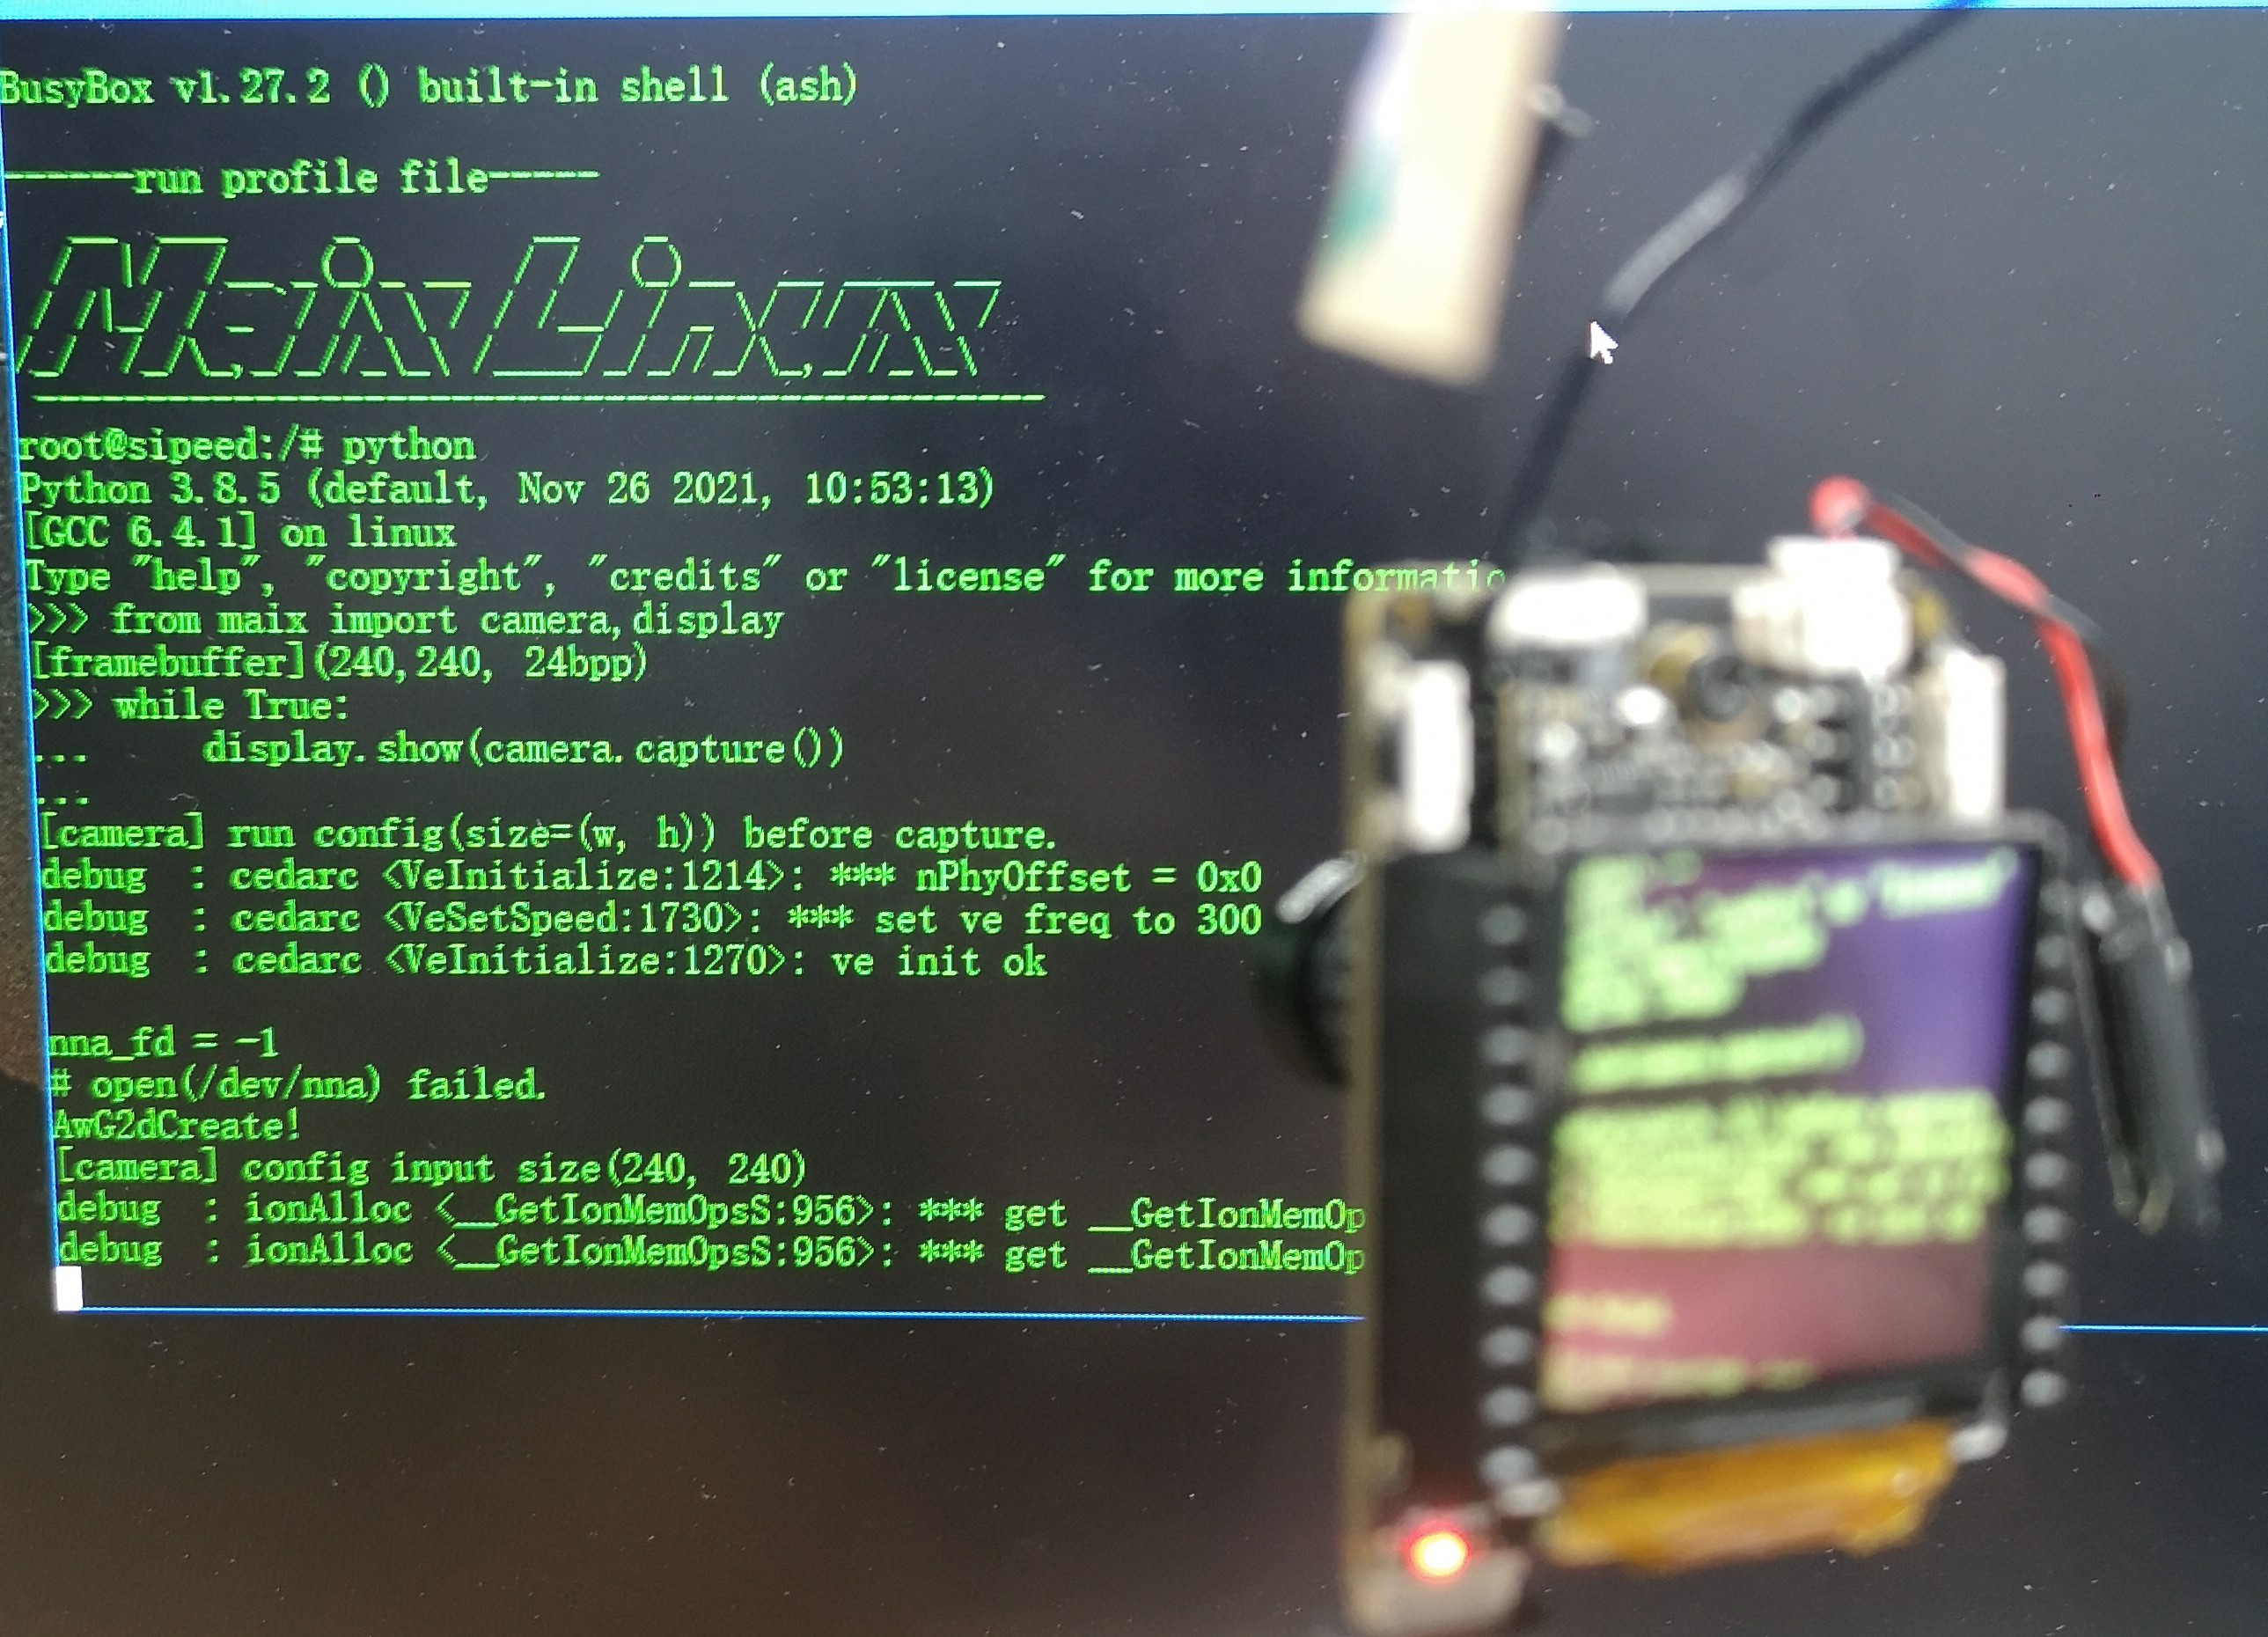 BusyBox v1.27.2 () built-in shell (ash)
------run profile file-----
Maix Linux
root@sipeed:/# python
Python 3.8.5 (default, Nov 26 2021, 10:53:13)
[GCC 6.4.1] on linux
Type "help", "copyright", "credits" or "license" for more informatio
>>> from maix import camera,display
[framebuffer](240,240, 24bpp)
>>> while True:
...     display.show(camera.capture())
...
[camera] run config(size=(w, h)) before capture.
debug  : cedarc <VeInitialize:1214>: *** nPhyOffset = 0x0
debug  : cedarc <VeSetSpeed:1730>: *** set ve freq to 300
debug  : cedarc <VeInitialize:1270>: ve init ok
nna_fd = -1
# open(/dev/nna) failed.
AwG2dCreate!
[camera] config input size(240, 240)
debug  : ionAlloc <__GetIonMemOpsS:956>: *** get __GetIonMemOp
debug  : ionAlloc <__GetIonMemOpsS:956>: *** get __GetIonMemOp